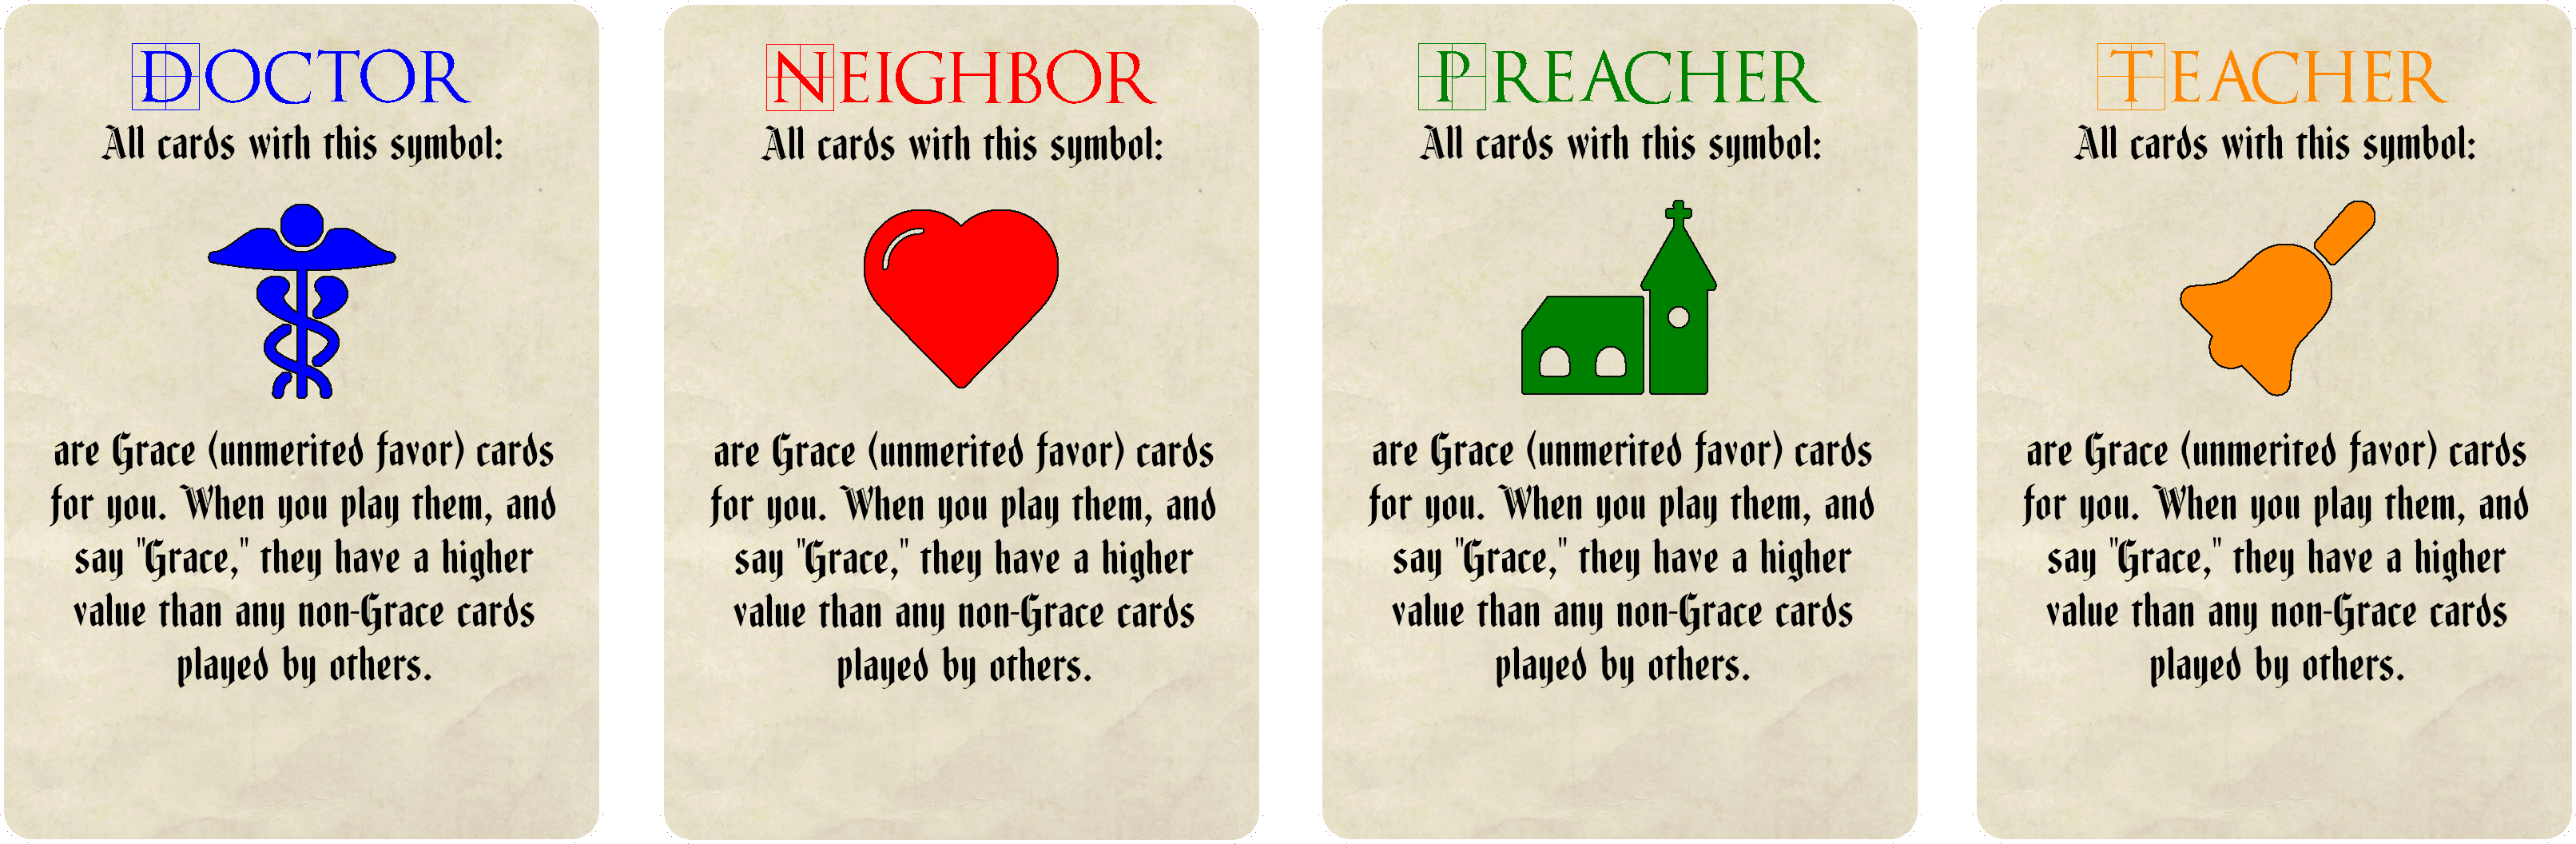 DOCTOR
All cards with this symbol:
are Grace (unmerited favor) cards
for you. When you play them, and
say "Grace," they have a higher
value than any non-Grace cards
played by others.
NEIGHBOR
All cards with this symbol:
are Grace (unmerited favor) cards
for you. When you play them, and
say "Grace," they have a higher
value than any non-Grace cards
played by others.
PREACHER
All cards with this symbol:
are Grace (unmerited favor) cards
for you. When you play them, and
say "Grace," they have a higher
value than any non-Grace cards
played by others.
TEACHER
All cards with this symbol:
are Grace (unmerited favor) cards
for you. When you play them, and
say "Grace," they have a higher
value than any non-Grace cards
played by others.